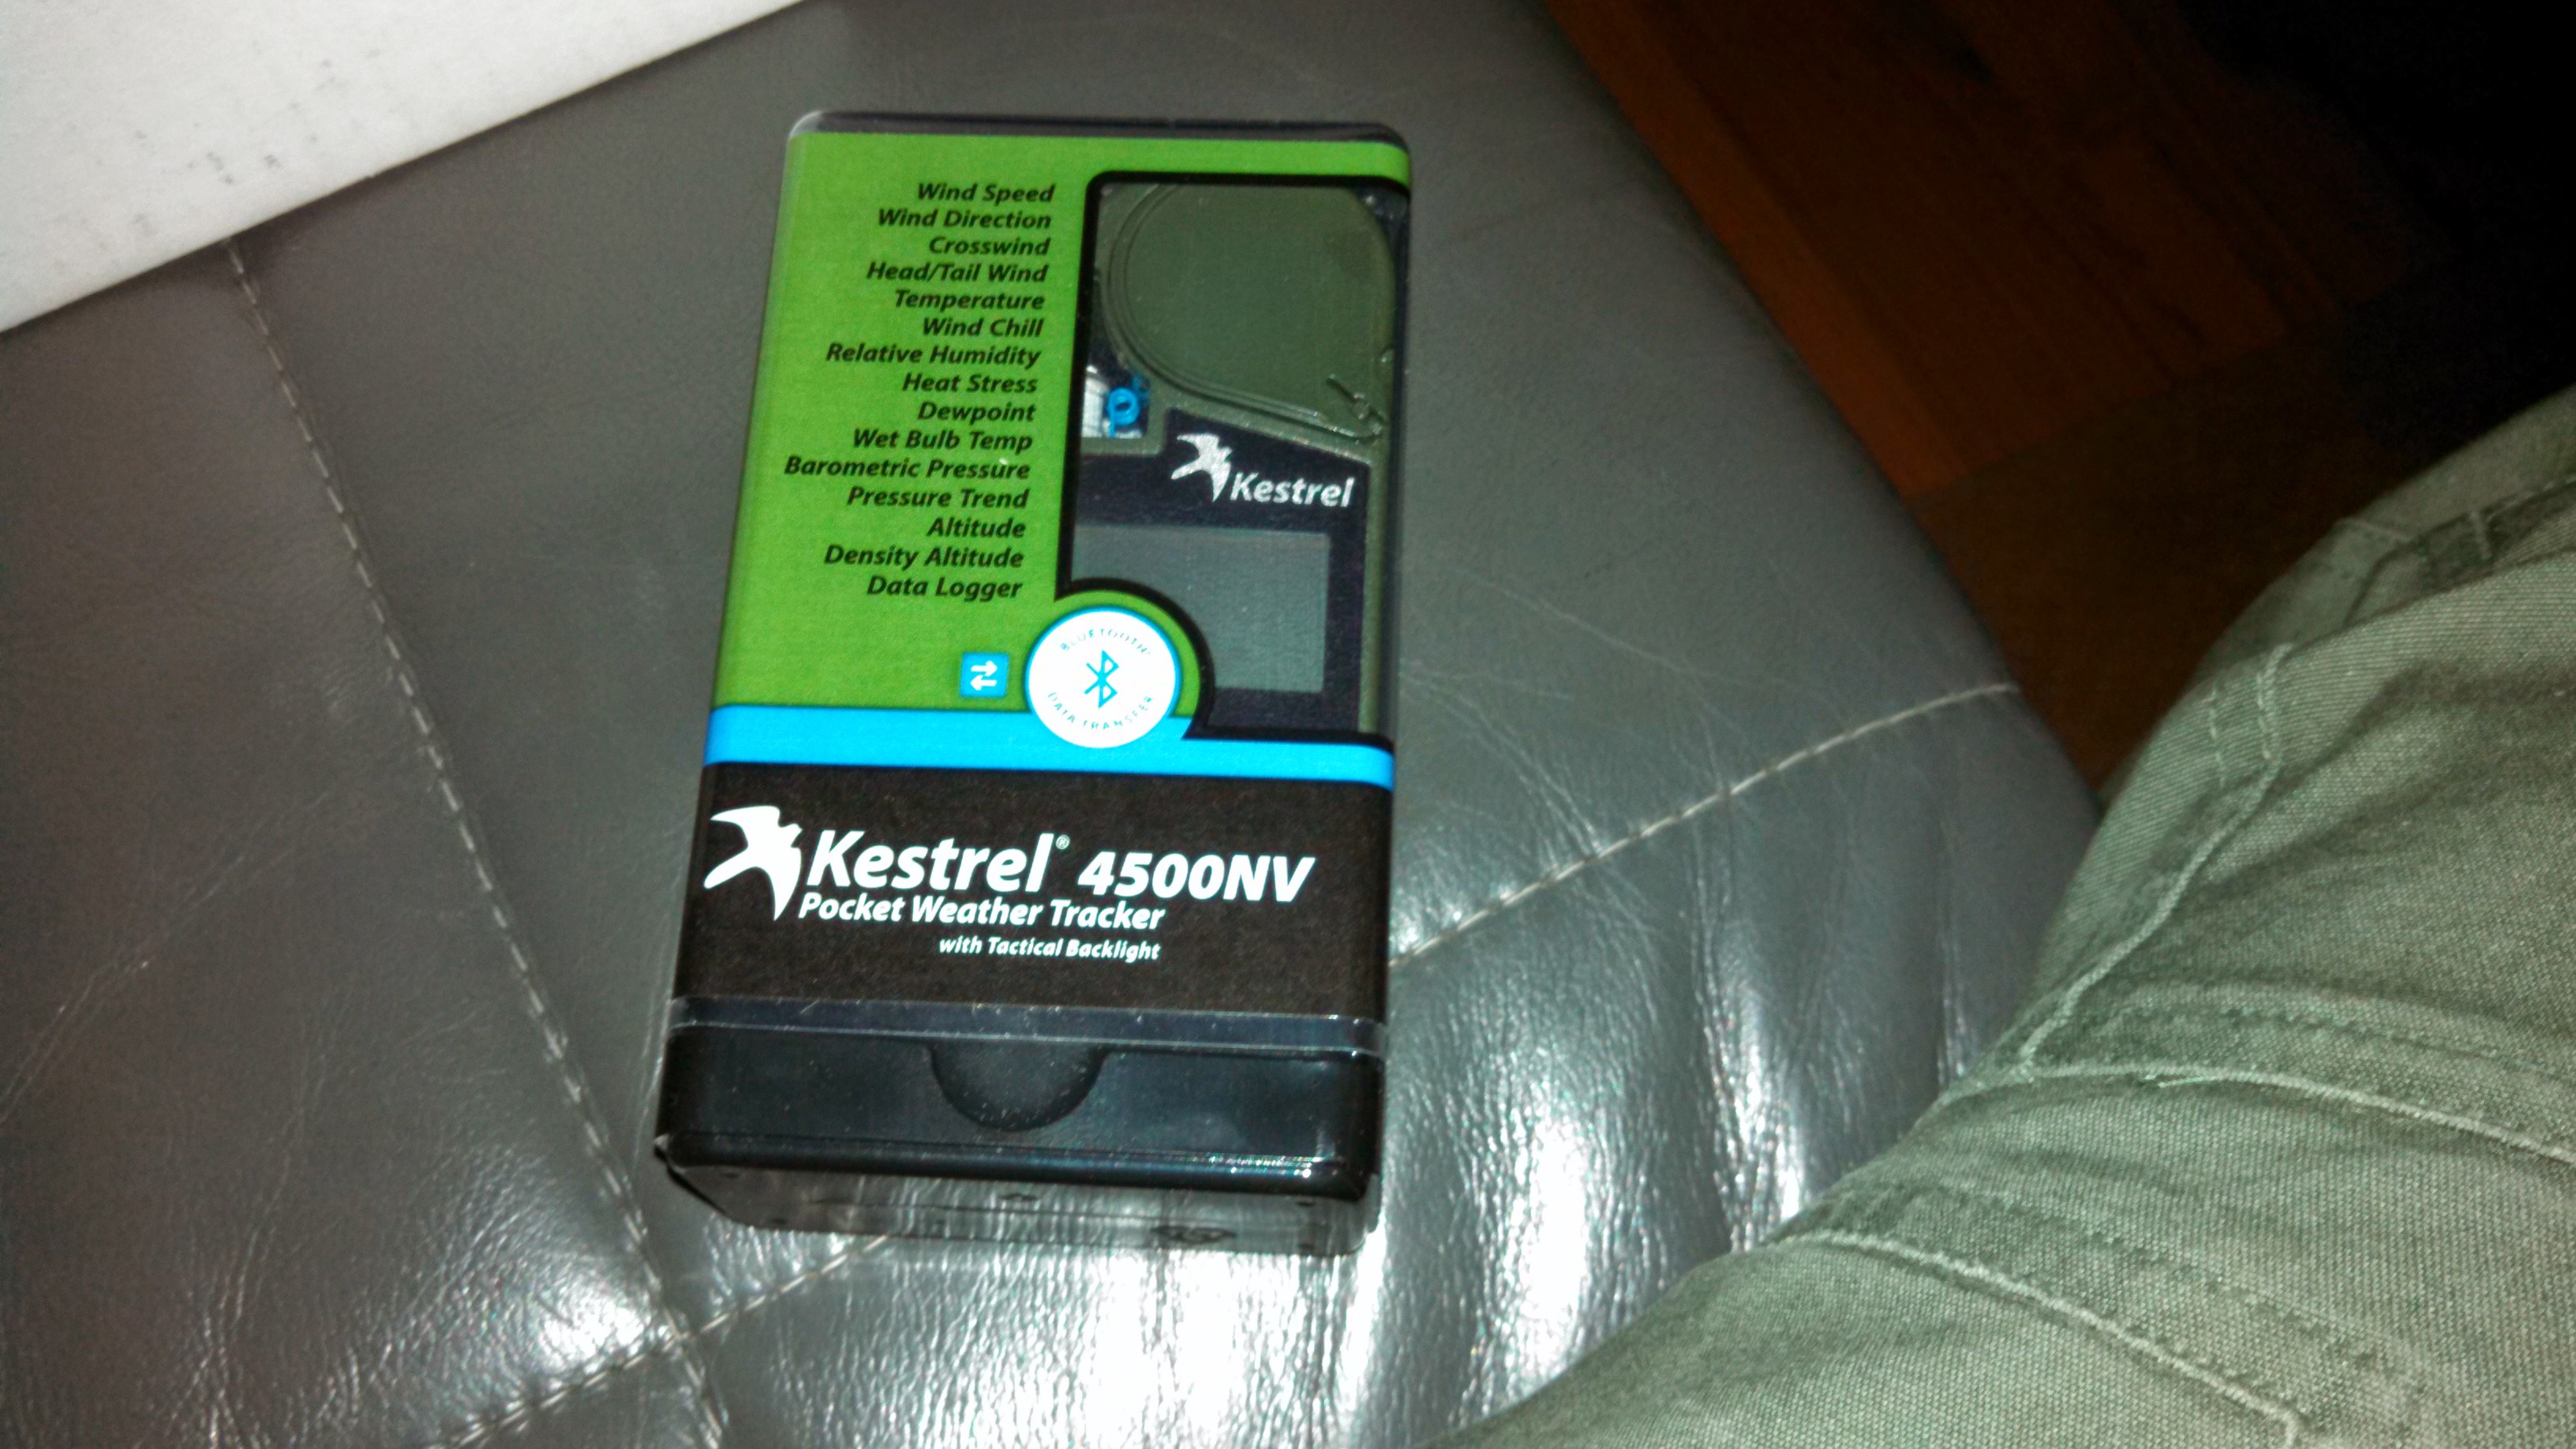 Wind Speed
Wind Direction
Crosswind
Head/Tail Wind
Temperature
Wind Chill
Relative Humidity
Heat Stress
Dewpoint
Wet Bulb Temp
Barometric Pressure
Pressure Trend
Altitude
Density Altitude
Data Logger
Kestrel
BLUETOOTH®
DATA TRANSFER
Kestrel® 4500NV
Pocket Weather Tracker
with Tactical Backlight